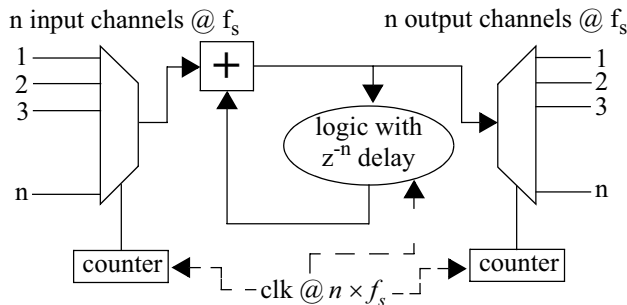 n input channels @ fₛ
n output channels @ fₛ
1
2
3
n
+
logic with
z⁻ⁿ delay
1
2
3
n
counter
clk @ n × fₛ
counter